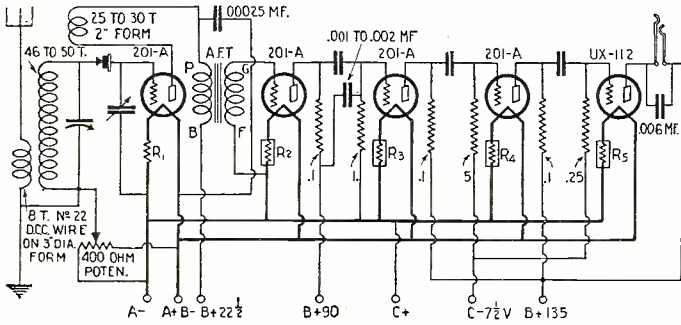 25 TO 30 T.
2" FORM
.00025 MF.
.001 TO .002 MF
46 TO 50 T.
201-A
A.F.T
201-A
201-A
201-A
UX-112
P
G
B
F
.006 MF.
R1
R2
R3
R4
R5
.1
1.
.1
.5
.1
.25
8 T. Nº 22
D.C.C. WIRE
ON 3" DIA.
FORM
400 OHM
POTEN.
A-
A+
B-
B+22½
B+90
C+
C-7½ V
B+135